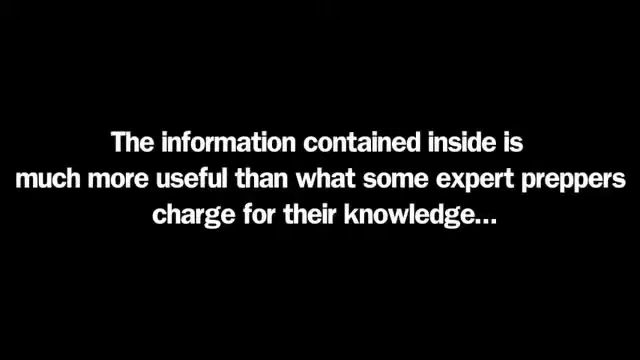 The information contained inside is
much more useful than what some expert preppers
charge for their knowledge...